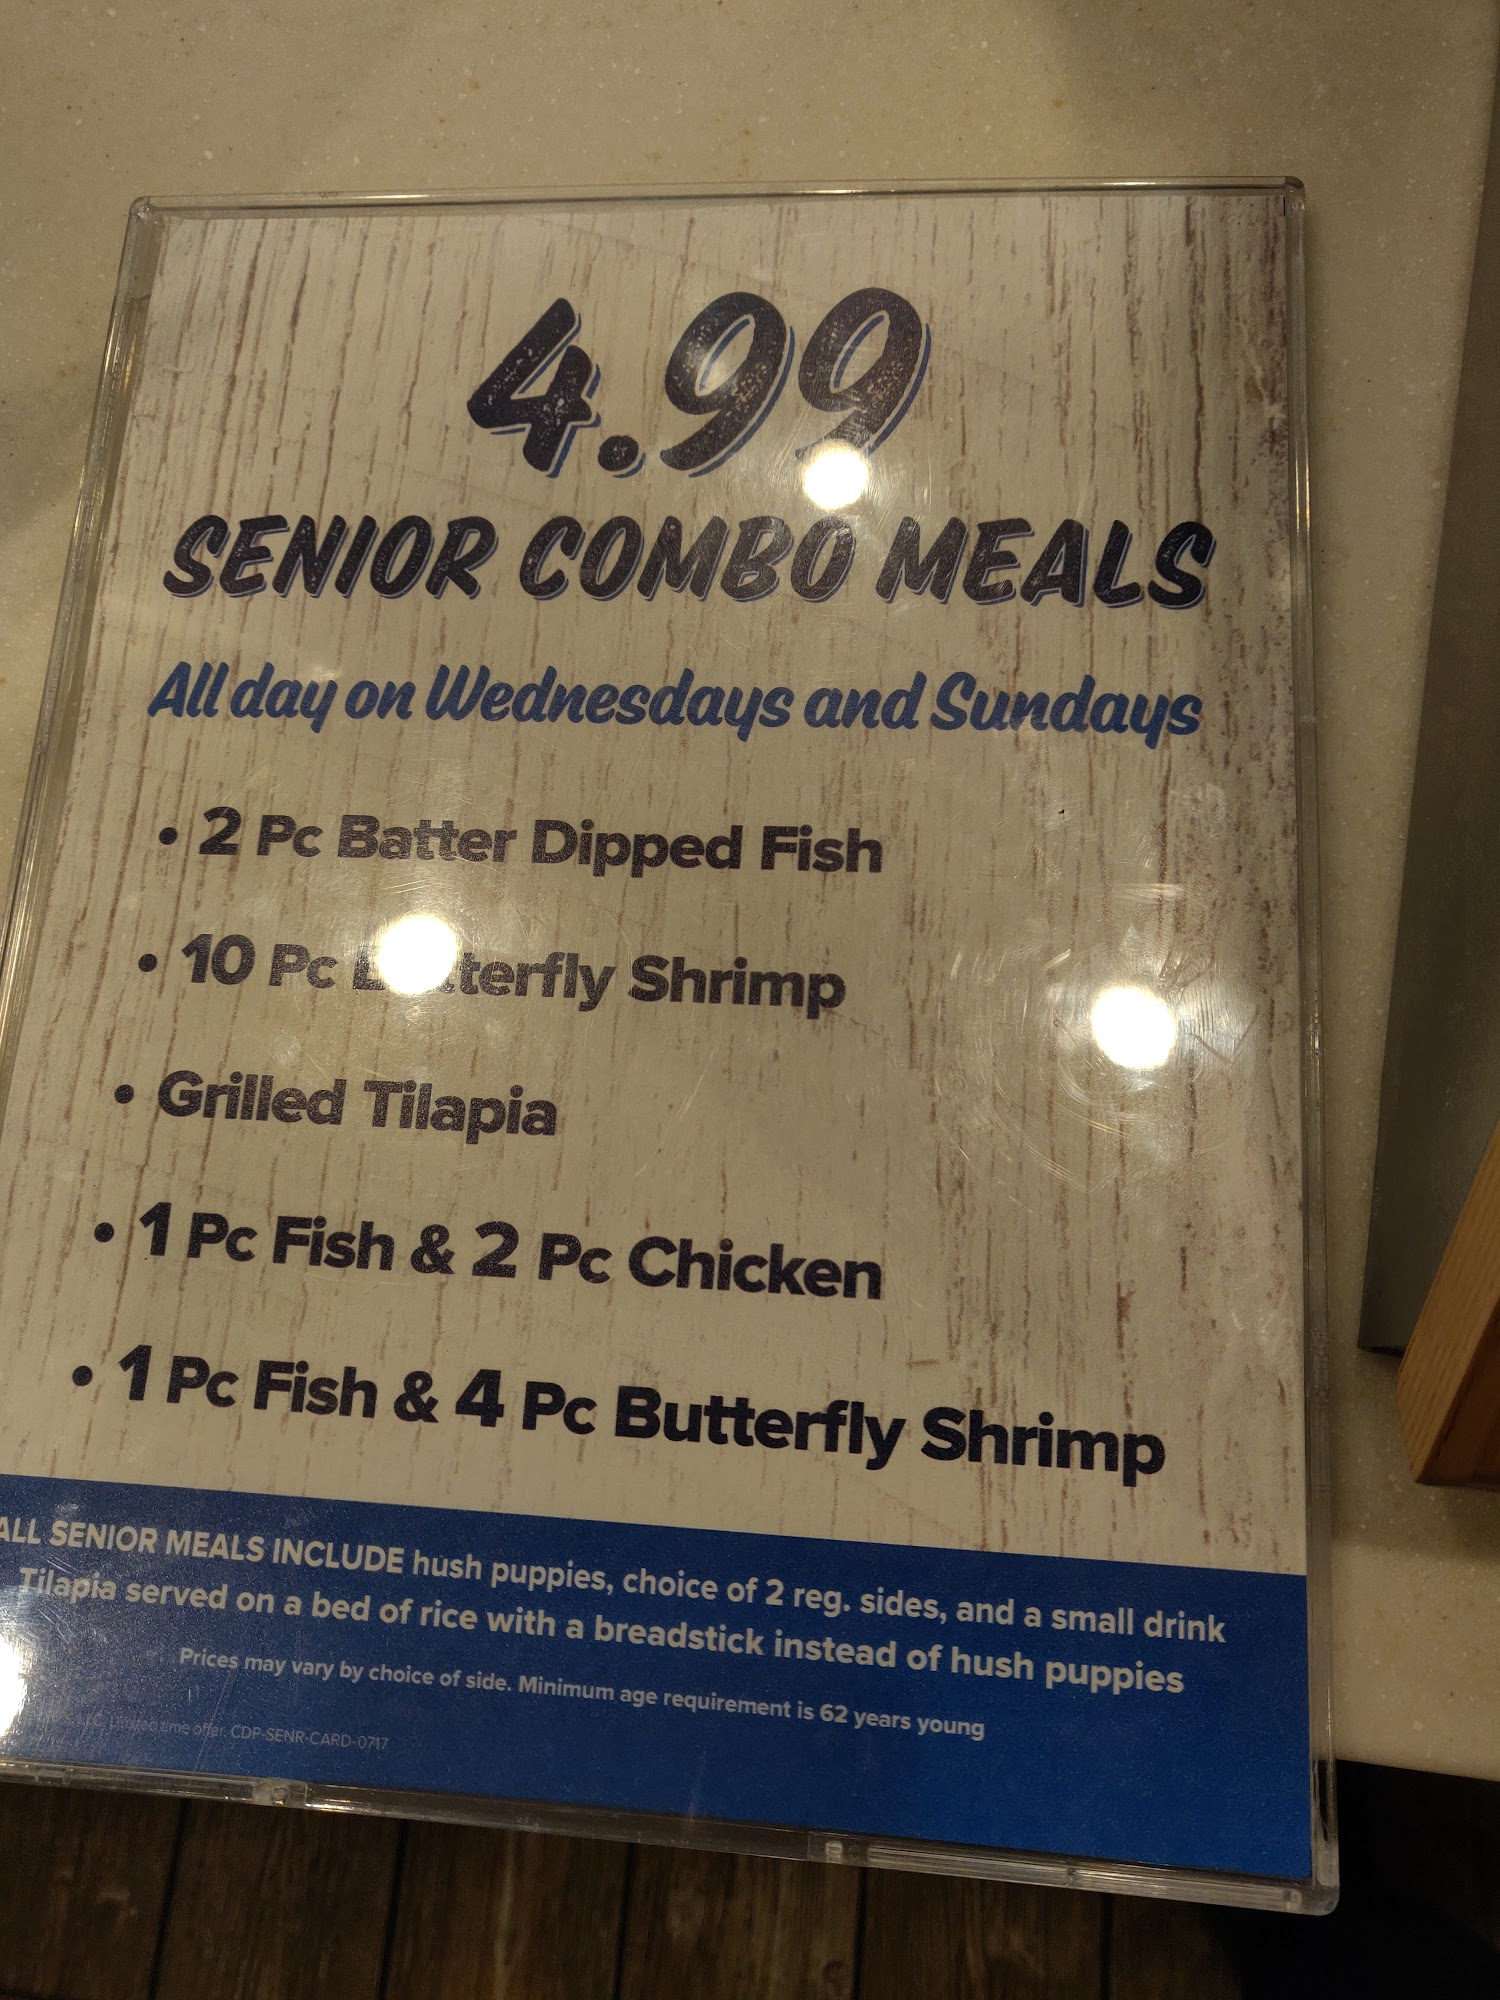 4.99
SENIOR COMBO MEALS
All day on Wednesdays and Sundays
• 2 Pc Batter Dipped Fish
• 10 Pc Butterfly Shrimp
• Grilled Tilapia
• 1 Pc Fish & 2 Pc Chicken
• 1 Pc Fish & 4 Pc Butterfly Shrimp
ALL SENIOR MEALS INCLUDE hush puppies, choice of 2 reg. sides, and a small drink
Tilapia served on a bed of rice with a breadstick instead of hush puppies
Prices may vary by choice of side. Minimum age requirement is 62 years young
LLC. Limited time offer. CDP-SENR-CARD-0717